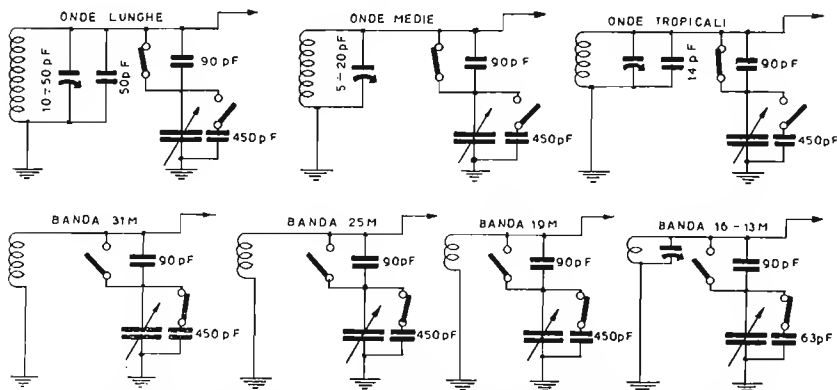 ONDE LUNGHE
10÷50 pF
50pF
90 pF
450pF
ONDE MEDIE
5÷20pF
90pF
450pF
ONDE TROPICALI
14 pF
90pF
450pF
BANDA 31M
90pF
450 pF
BANDA 25M
90pF
450pF
BANDA 19M
90pF
450pF
BANDA 16-13M
90pF
63pF